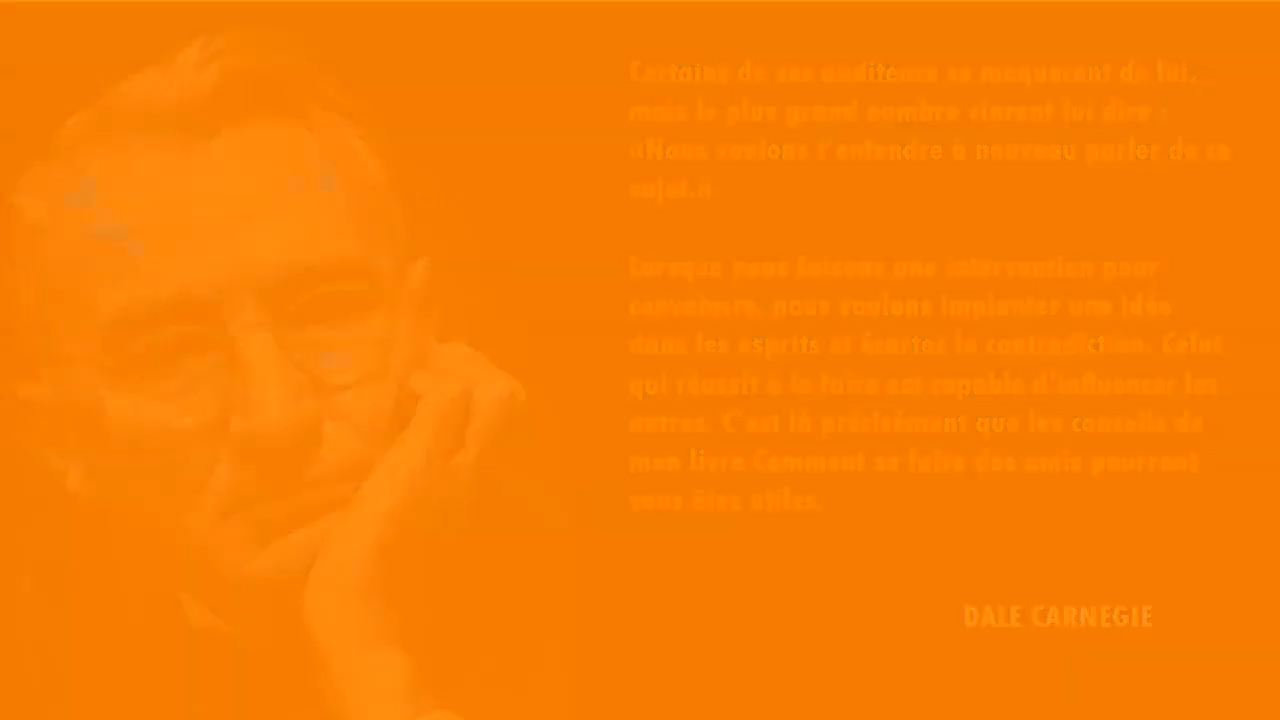 Certains de ses auditeurs se moquerent de lui,
mais le plus grand nombre vinrent lui dire :
«Nous voulons t'entendre à nouveau parler de ce
sujet.»
Lorsque nous faisons une intervention pour
convaincre, nous voulons implanter une idée
dans les esprits et écarter la contradiction. Celui
qui réussit à le faire est capable d'influencer les
autres. C'est là précisément que les conseils de
mon livre Comment se faire des amis pourront
vous êtes utiles.
DALE CARNEGIE